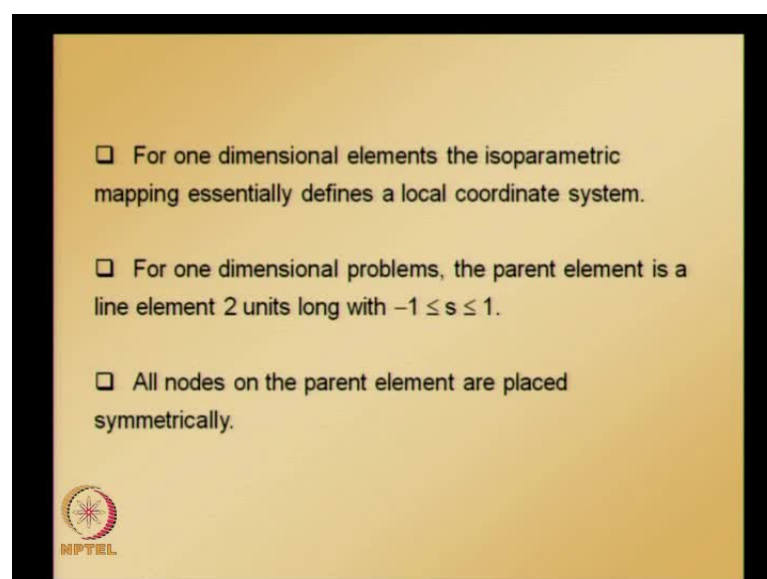 ❑ For one dimensional elements the isoparametric
mapping essentially defines a local coordinate system.
❑ For one dimensional problems, the parent element is a
line element 2 units long with −1 ≤ s ≤ 1.
❑ All nodes on the parent element are placed
symmetrically.
NPTEL